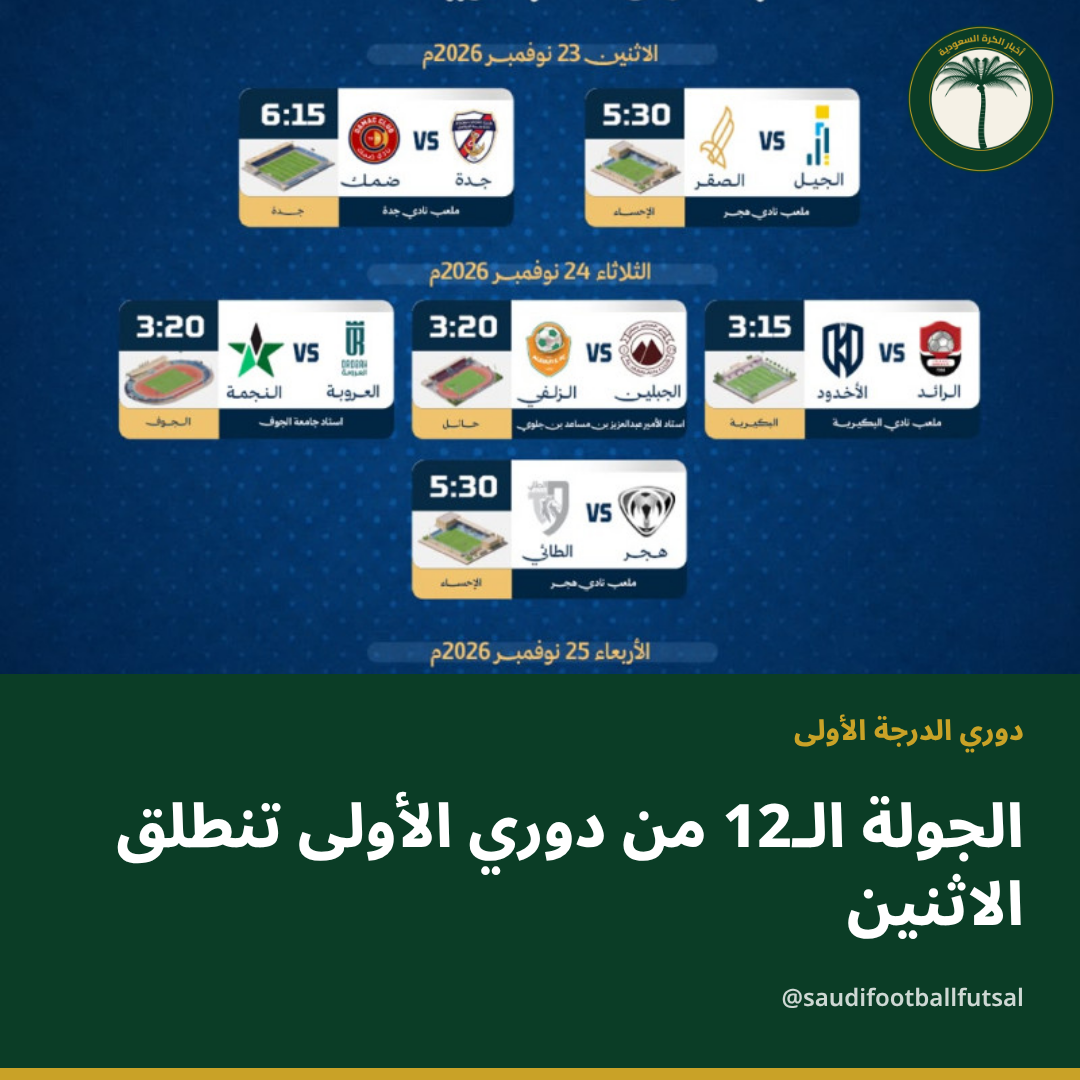 أخبار الكرة السعودية
الاثنين 23 نوفمبر 2026م
5:30
الجيل VS الصقر
ملعب نادي هجر
الإحساء
6:15
DAMAC CLUB
جدة VS ضمك
ملعب نادي جدة
جدة
الثلاثاء 24 نوفمبر 2026م
3:15
الرائد VS الأخدود
ملعب نادي البكيرية
البكيرية
3:20
الجبلين VS الزلفي
استاد الأمير عبدالعزيز بن مساعد بن جلوي
حائل
3:20
OROBAH
العروبة
العروبة VS النجمة
استاد جامعة الجوف
الجوف
5:30
هجر VS الطائي
ملعب نادي هجر
الإحساء
الأربعاء 25 نوفمبر 2026م
دوري الدرجة الأولى
الجولة الـ12 من دوري الأولى تنطلق
الاثنين
@saudifootballfutsal